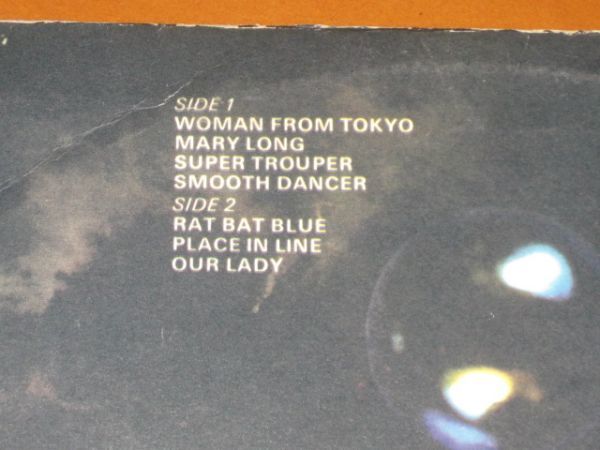 SIDE 1
WOMAN FROM TOKYO
MARY LONG
SUPER TROUPER
SMOOTH DANCER
SIDE 2
RAT BAT BLUE
PLACE IN LINE
OUR LADY